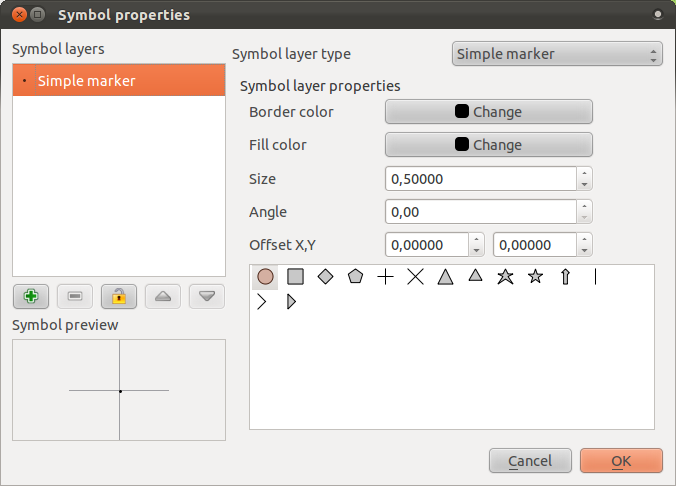 Symbol properties
Symbol layers
Simple marker
Symbol preview
Symbol layer type
Simple marker
Symbol layer properties
Border color
Change
Fill color
Change
Size
0,50000
Angle
0,00
Offset X,Y
0,00000
0,00000
Cancel
OK